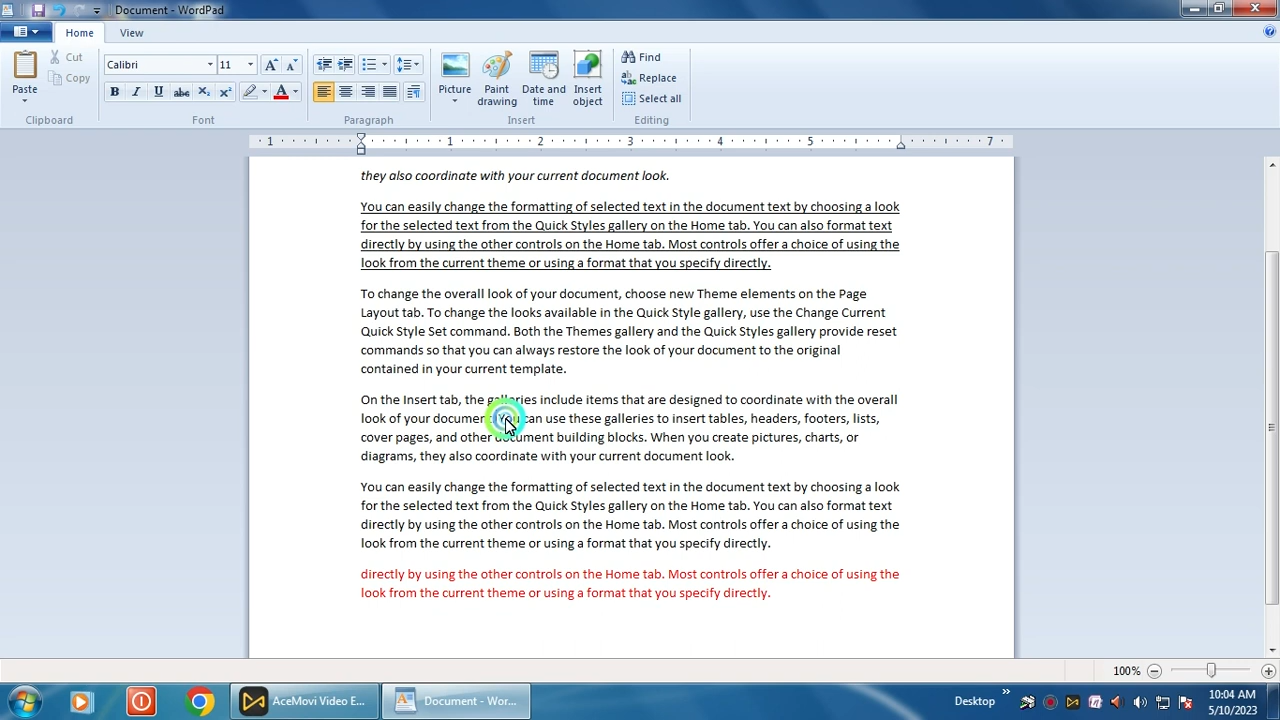 Document - WordPad
Home
View
Paste
Cut
Copy
Clipboard
Calibri
11
Font
Paragraph
Picture
Paint drawing
Date and time
Insert object
Insert
Find
Replace
Select all
Editing
1 1 2 3 4 5 7
they also coordinate with your current document look.
You can easily change the formatting of selected text in the document text by choosing a look
for the selected text from the Quick Styles gallery on the Home tab. You can also format text
directly by using the other controls on the Home tab. Most controls offer a choice of using the
look from the current theme or using a format that you specify directly.
To change the overall look of your document, choose new Theme elements on the Page
Layout tab. To change the looks available in the Quick Style gallery, use the Change Current
Quick Style Set command. Both the Themes gallery and the Quick Styles gallery provide reset
commands so that you can always restore the look of your document to the original
contained in your current template.
On the Insert tab, the galleries include items that are designed to coordinate with the overall
look of your document. You can use these galleries to insert tables, headers, footers, lists,
cover pages, and other document building blocks. When you create pictures, charts, or
diagrams, they also coordinate with your current document look.
You can easily change the formatting of selected text in the document text by choosing a look
for the selected text from the Quick Styles gallery on the Home tab. You can also format text
directly by using the other controls on the Home tab. Most controls offer a choice of using the
look from the current theme or using a format that you specify directly.
directly by using the other controls on the Home tab. Most controls offer a choice of using the
look from the current theme or using a format that you specify directly.
100%
AceMovi Video E...
Document - Wor...
Desktop
10:04 AM
5/10/2023